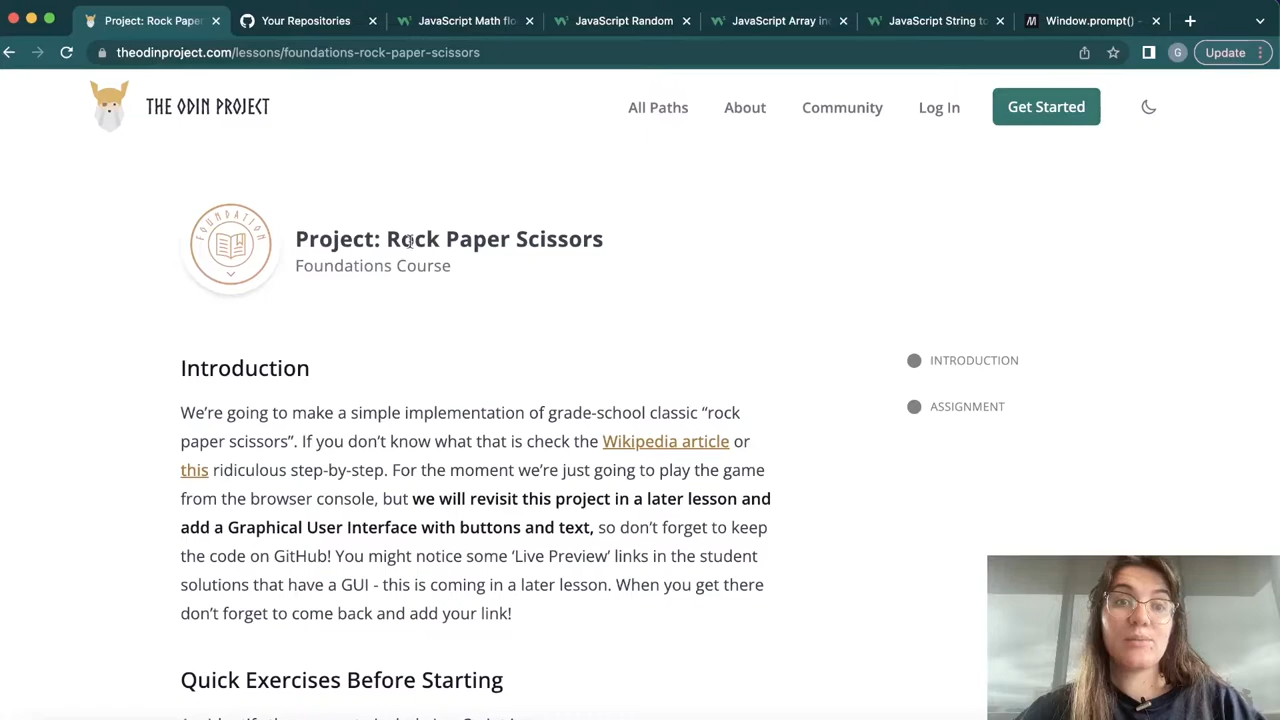 Project: Rock Paper
Your Repositories
JavaScript Math flo
JavaScript Random
JavaScript Array in
JavaScript String to
Window.prompt() -
theodinproject.com/lessons/foundations-rock-paper-scissors
G
Update
THE ODIN PROJECT
All Paths
About
Community
Log In
Get Started
FOUNDATION
Project: Rock Paper Scissors
Foundations Course
Introduction
We’re going to make a simple implementation of grade-school classic “rock
paper scissors”. If you don’t know what that is check the Wikipedia article or
this ridiculous step-by-step. For the moment we’re just going to play the game
from the browser console, but we will revisit this project in a later lesson and
add a Graphical User Interface with buttons and text, so don’t forget to keep
the code on GitHub! You might notice some ‘Live Preview’ links in the student
solutions that have a GUI - this is coming in a later lesson. When you get there
don’t forget to come back and add your link!
INTRODUCTION
ASSIGNMENT
Quick Exercises Before Starting